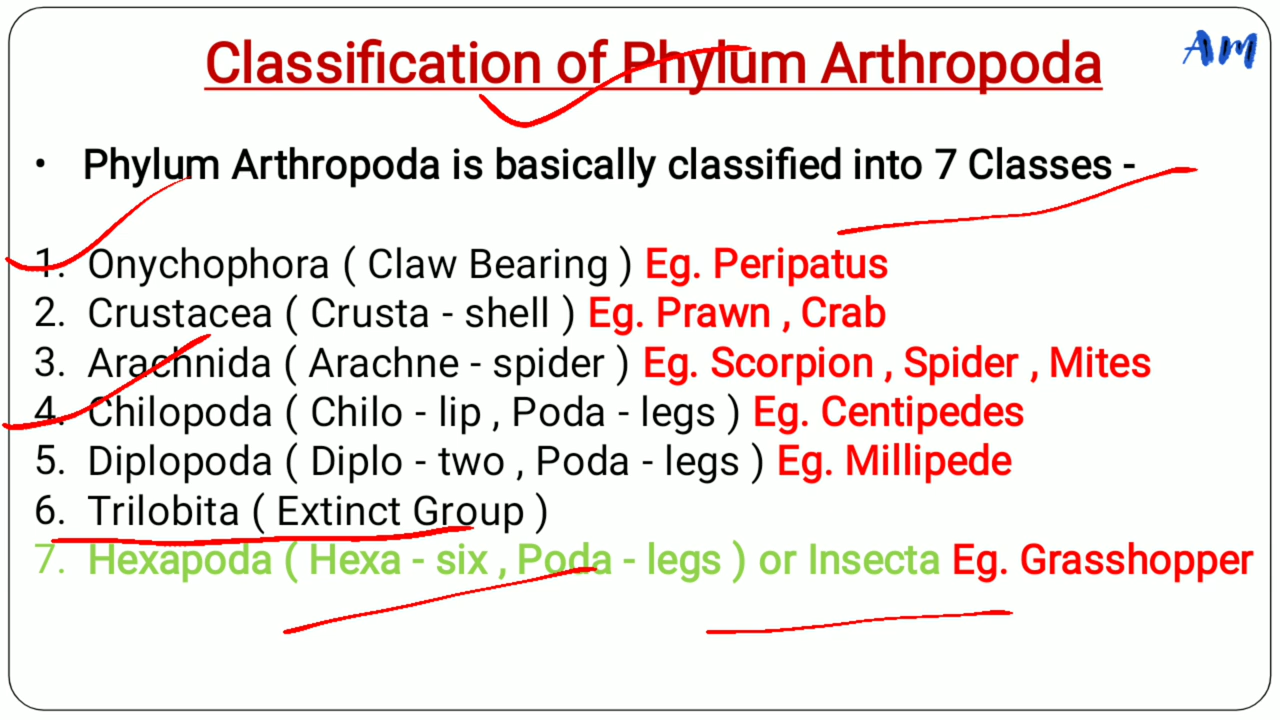 Classification of Phylum Arthropoda
AM
• Phylum Arthropoda is basically classified into 7 Classes -
1. Onychophora ( Claw Bearing ) Eg. Peripatus
2. Crustacea ( Crusta - shell ) Eg. Prawn , Crab
3. Arachnida ( Arachne - spider ) Eg. Scorpion , Spider , Mites
4. Chilopoda ( Chilo - lip , Poda - legs ) Eg. Centipedes
5. Diplopoda ( Diplo - two , Poda - legs ) Eg. Millipede
6. Trilobita ( Extinct Group )
7. Hexapoda ( Hexa - six , Poda - legs ) or Insecta Eg. Grasshopper